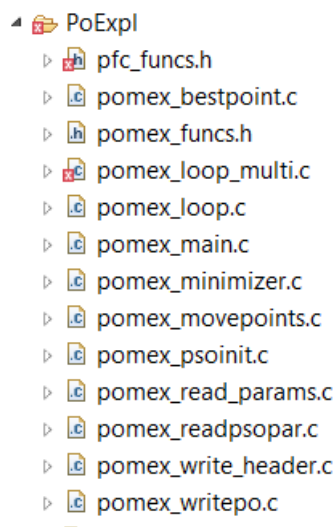 PoExpl
pfc_funcs.h
pomex_bestpoint.c
pomex_funcs.h
pomex_loop_multi.c
pomex_loop.c
pomex_main.c
pomex_minimizer.c
pomex_movepoints.c
pomex_psoinit.c
pomex_read_params.c
pomex_readpsopar.c
pomex_write_header.c
pomex_writepo.c